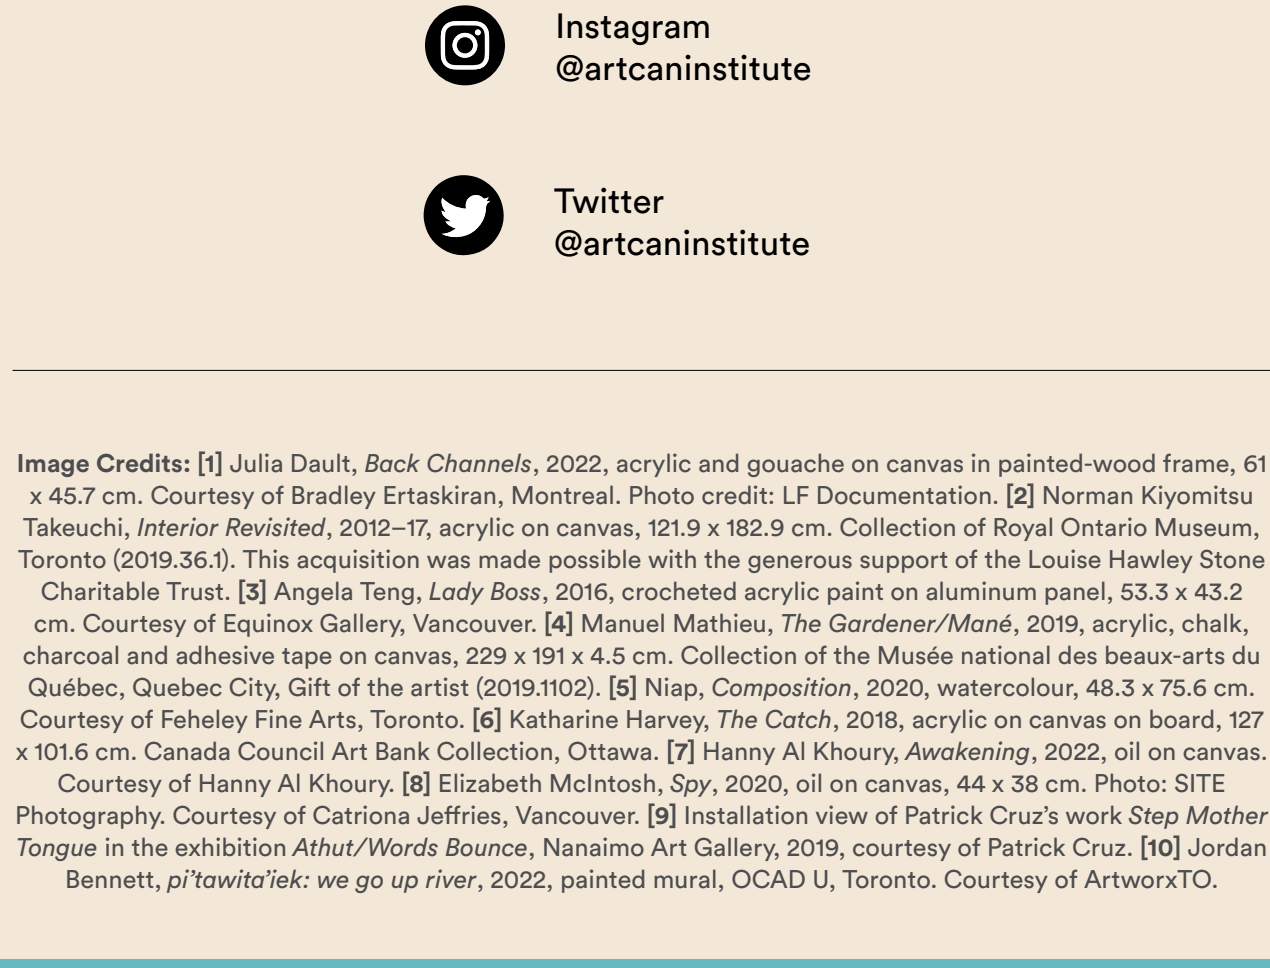 Instagram
@artcaninstitute
Twitter
@artcaninstitute
Image Credits: [1] Julia Dault, Back Channels, 2022, acrylic and gouache on canvas in painted-wood frame, 61
x 45.7 cm. Courtesy of Bradley Ertaskiran, Montreal. Photo credit: LF Documentation. [2] Norman Kiyomitsu
Takeuchi, Interior Revisited, 2012–17, acrylic on canvas, 121.9 x 182.9 cm. Collection of Royal Ontario Museum,
Toronto (2019.36.1). This acquisition was made possible with the generous support of the Louise Hawley Stone
Charitable Trust. [3] Angela Teng, Lady Boss, 2016, crocheted acrylic paint on aluminum panel, 53.3 x 43.2
cm. Courtesy of Equinox Gallery, Vancouver. [4] Manuel Mathieu, The Gardener/Mané, 2019, acrylic, chalk,
charcoal and adhesive tape on canvas, 229 x 191 x 4.5 cm. Collection of the Musée national des beaux-arts du
Québec, Quebec City, Gift of the artist (2019.1102). [5] Niap, Composition, 2020, watercolour, 48.3 x 75.6 cm.
Courtesy of Feheley Fine Arts, Toronto. [6] Katharine Harvey, The Catch, 2018, acrylic on canvas on board, 127
x 101.6 cm. Canada Council Art Bank Collection, Ottawa. [7] Hanny Al Khoury, Awakening, 2022, oil on canvas.
Courtesy of Hanny Al Khoury. [8] Elizabeth McIntosh, Spy, 2020, oil on canvas, 44 x 38 cm. Photo: SITE
Photography. Courtesy of Catriona Jeffries, Vancouver. [9] Installation view of Patrick Cruz’s work Step Mother
Tongue in the exhibition Athut/Words Bounce, Nanaimo Art Gallery, 2019, courtesy of Patrick Cruz. [10] Jordan
Bennett, pi’tawita’iek: we go up river, 2022, painted mural, OCAD U, Toronto. Courtesy of ArtworxTO.